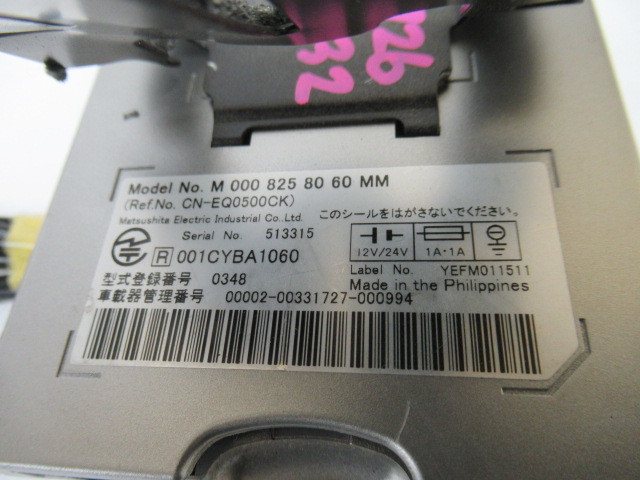 26
32
Model No. M 000 825 80 60 MM
(Ref.No. CN-EQ0500CK)
Matsushita Electric Industrial Co.,Ltd. このシールをはがさないでください。
Serial No. 513315
12V/24V 1A・1A
R 001CYBA1060
Label No. YEFM011511
型式登録番号 0348
Made in the Philippines
車載器管理番号 00002-00331727-000994